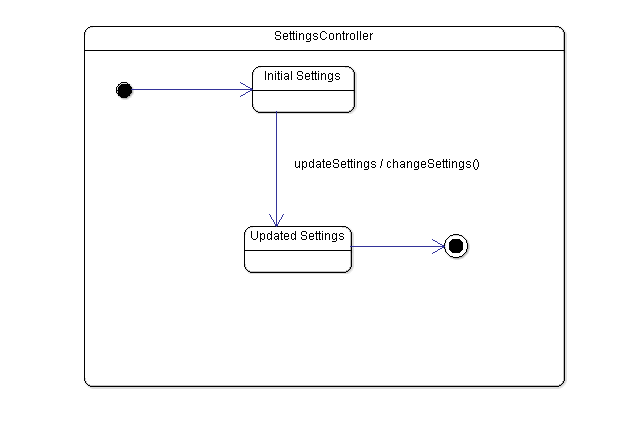 SettingsController
Initial Settings
updateSettings / changeSettings()
Updated Settings